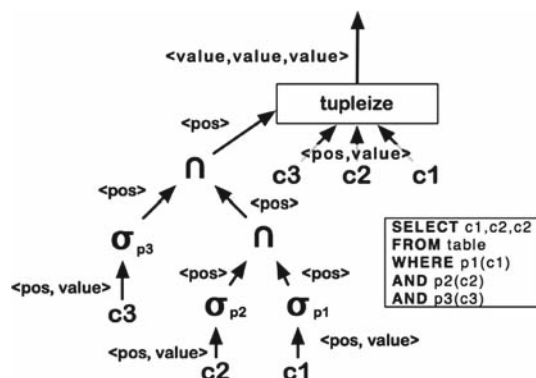 <value,value,value>
tupleize
<pos>
<pos,value>
∩
c3 c2 c1
<pos>
<pos>
σp3
∩
SELECT c1,c2,c2
FROM table
WHERE p1(c1)
AND p2(c2)
AND p3(c3)
<pos, value>
<pos>
<pos>
c3
σp2
σp1
<pos, value>
<pos, value>
c2
c1